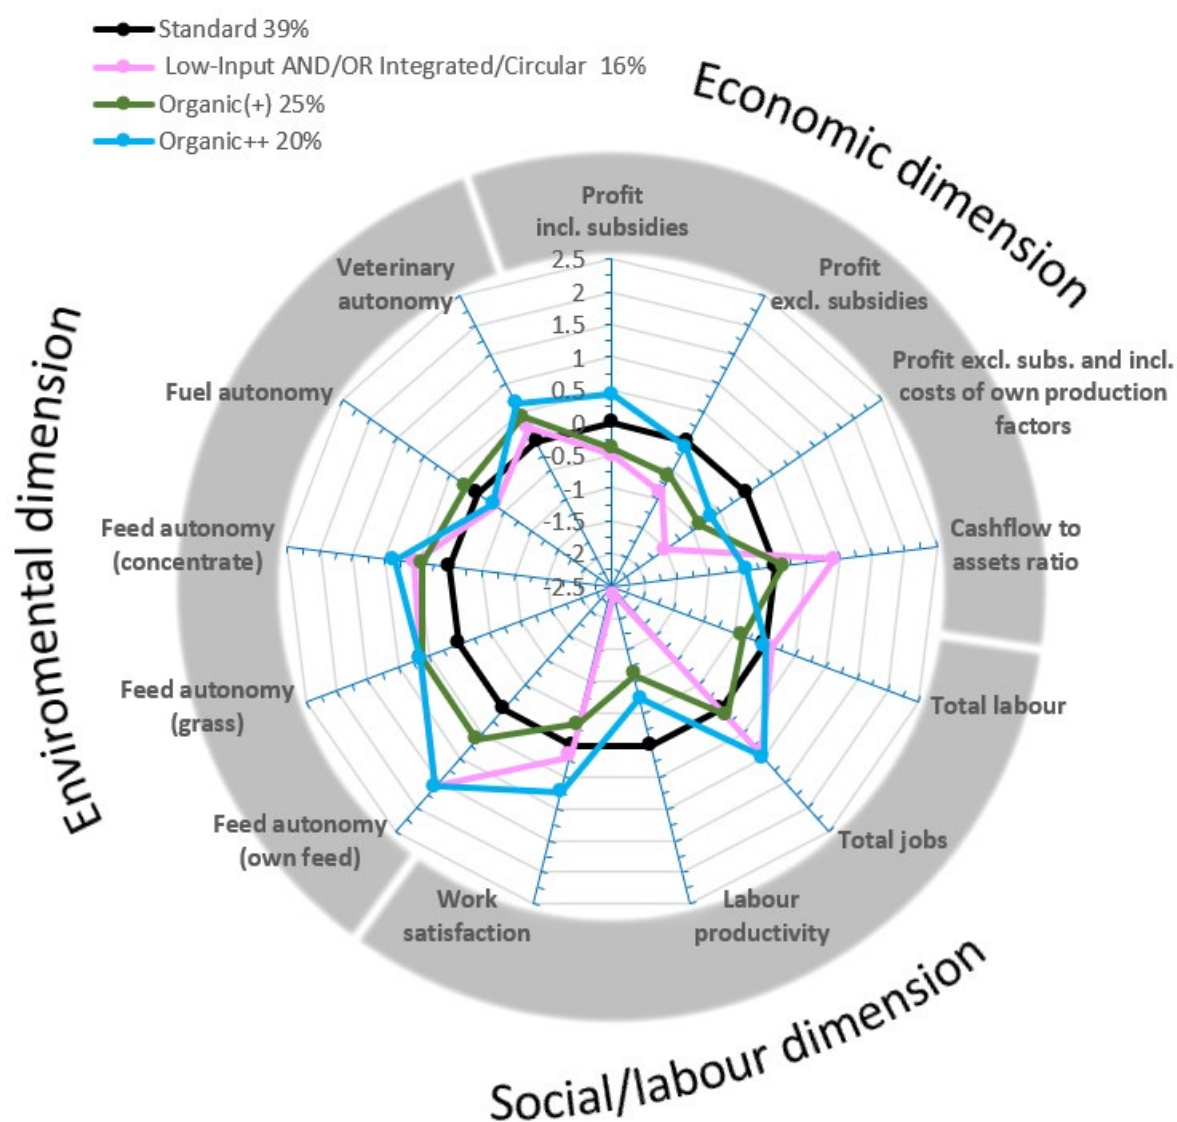 Standard 39%
Low-Input AND/OR Integrated/Circular 16%
Organic(+) 25%
Organic++ 20%
Economic dimension
Profit
incl. subsidies
Profit
excl. subsidies
Profit excl. subs. and incl.
costs of own production
factors
Cashflow to
assets ratio
Total labour
Total jobs
Labour
productivity
Social/labour dimension
Work
satisfaction
Feed autonomy
(own feed)
Feed autonomy
(grass)
Feed autonomy
(concentrate)
Fuel autonomy
Veterinary
autonomy
Enviromental dimension
2.5
2
1.5
1
0.5
0
-0.5
-1
-1.5
-2
-2.5